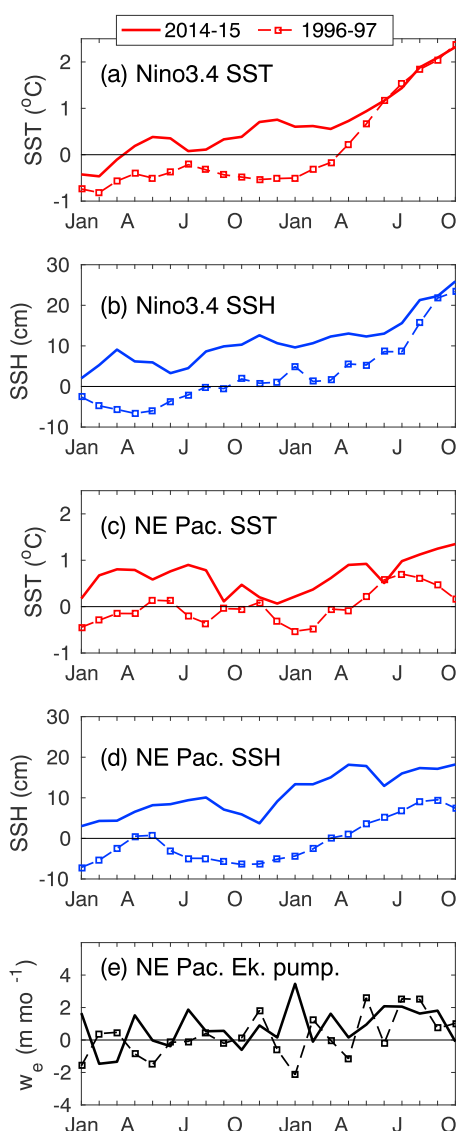 2014-15 1996-97
(a) Nino3.4 SST
SST (°C)
2
1
0
-1
Jan A J O Jan A J O
(b) Nino3.4 SSH
SSH (cm)
30
20
10
0
-10
Jan A J O Jan A J O
(c) NE Pac. SST
SST (°C)
2
1
0
-1
Jan A J O Jan A J O
(d) NE Pac. SSH
SSH (cm)
30
20
10
0
-10
Jan A J O Jan A J O
(e) NE Pac. Ek. pump.
w_e (m mo⁻¹)
4
2
0
-2
-4
Jan A J O Jan A J O